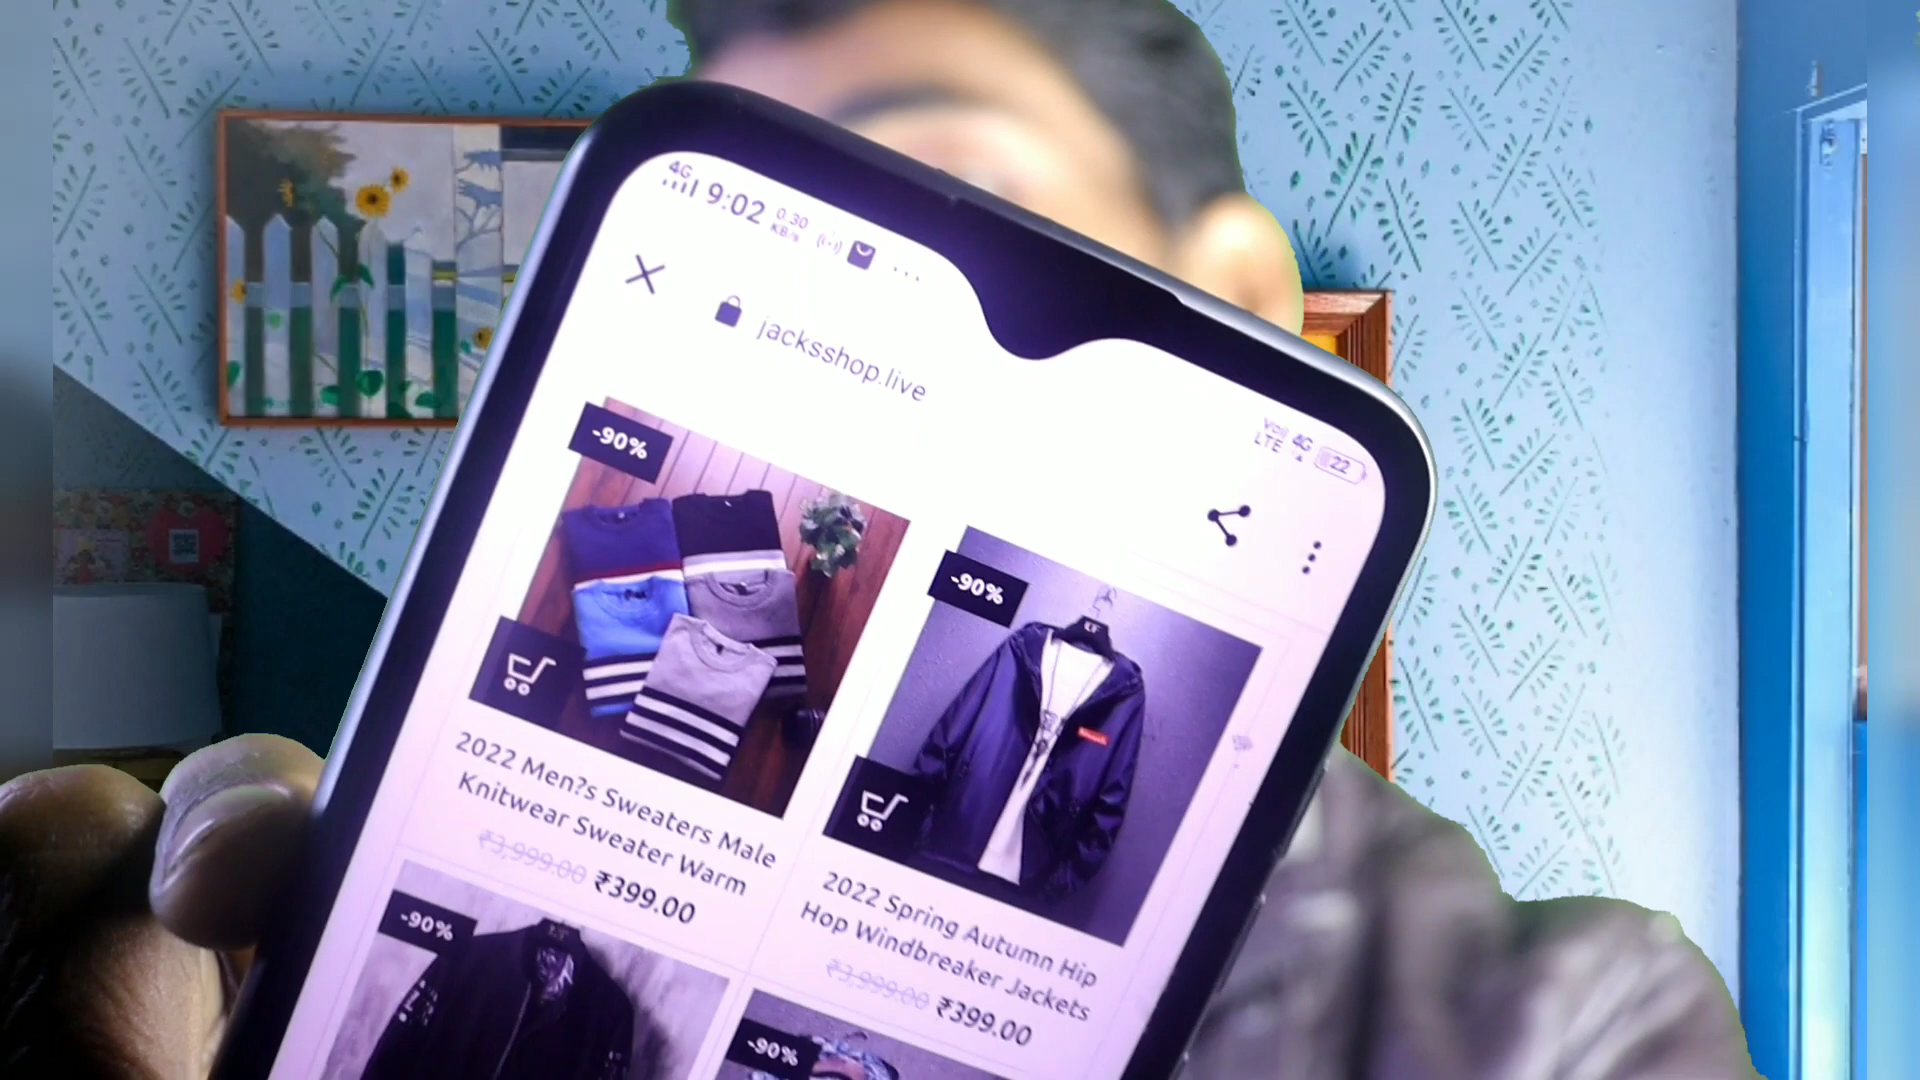 4G 9:02 0.30 KB/s
VoII LTE 4G 22
jacksshop.live
-90%
2022 Men?s Sweaters Male
Knitwear Sweater Warm
₹3,999.00 ₹399.00
-90%
2022 Spring Autumn Hip
Hop Windbreaker Jackets
₹3,999.00 ₹399.00
-90%
-90%